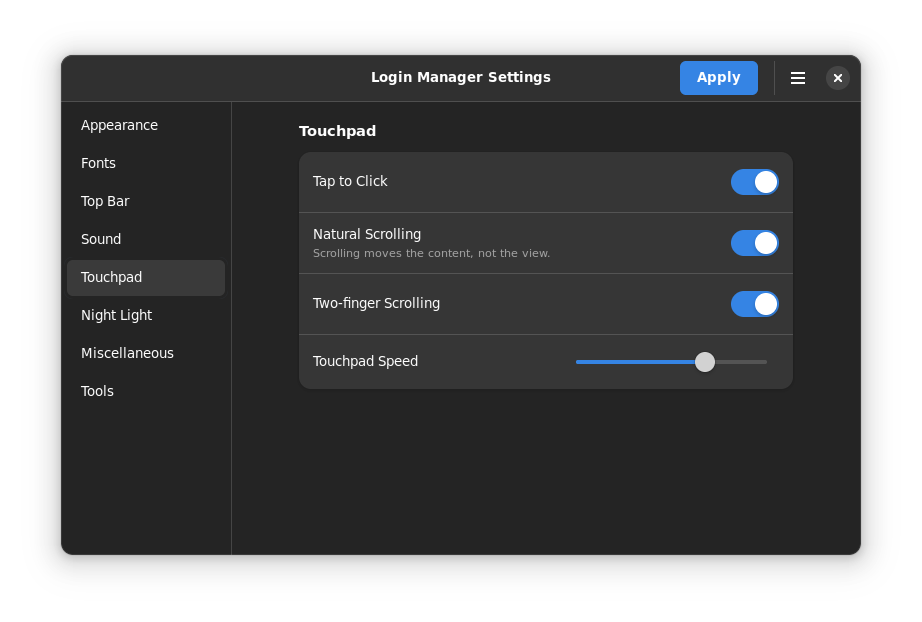 Login Manager Settings
Apply
Appearance
Fonts
Top Bar
Sound
Touchpad
Night Light
Miscellaneous
Tools
Touchpad
Tap to Click
Natural Scrolling
Scrolling moves the content, not the view.
Two-finger Scrolling
Touchpad Speed